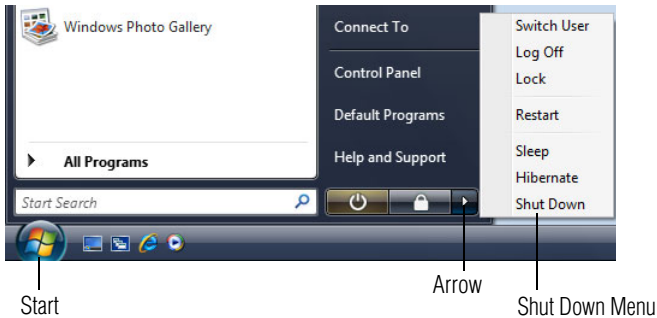 Windows Photo Gallery
All Programs
Start Search
Connect To
Control Panel
Default Programs
Help and Support
Switch User
Log Off
Lock
Restart
Sleep
Hibernate
Shut Down
Start
Arrow
Shut Down Menu